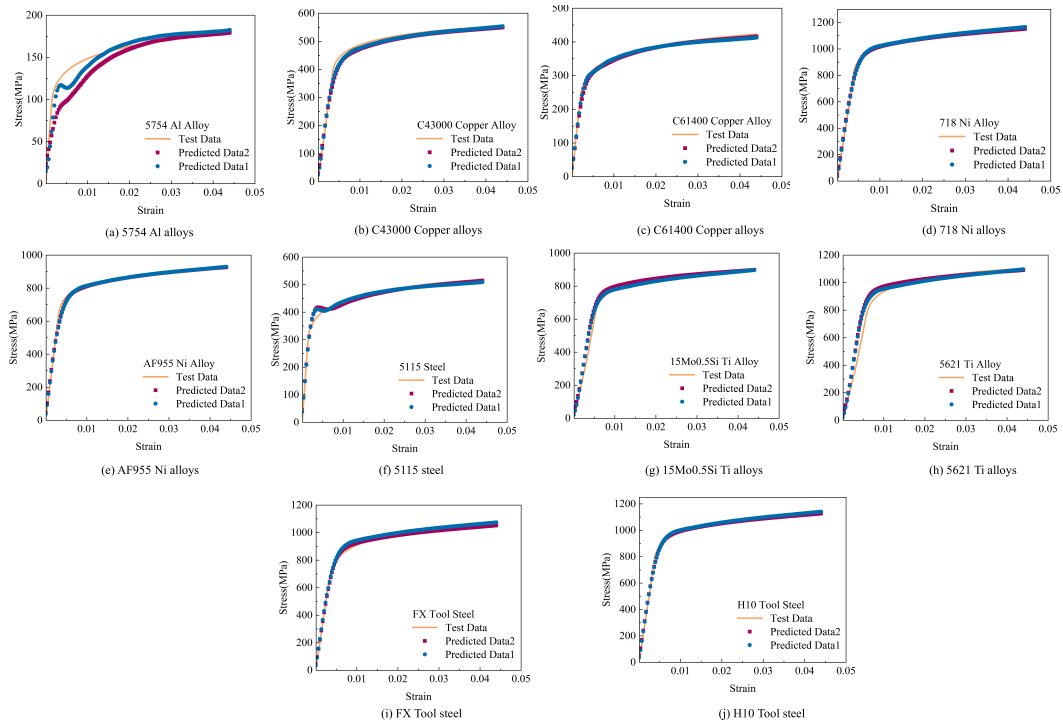 Stress(MPa)
200
150
100
50
0
5754 Al Alloy
Test Data
Predicted Data2
Predicted Data1
0.01 0.02 0.03 0.04 0.05
Strain
(a) 5754 Al alloys
Stress(MPa)
600
500
400
300
200
100
0
C43000 Copper Alloy
Test Data
Predicted Data2
Predicted Data1
0.01 0.02 0.03 0.04 0.05
Strain
(b) C43000 Copper alloys
Stress(MPa)
500
400
300
200
100
0
C61400 Copper Alloy
Test Data
Predicted Data2
Predicted Data1
0.01 0.02 0.03 0.04 0.05
Strain
(c) C61400 Copper alloys
Stress(MPa)
1200
1000
800
600
400
200
0
718 Ni Alloy
Test Data
Predicted Data2
Predicted Data1
0.01 0.02 0.03 0.04 0.05
Strain
(d) 718 Ni alloys
Stress(MPa)
1000
800
600
400
200
0
AF955 Ni Alloy
Test Data
Predicted Data2
Predicted Data1
0.01 0.02 0.03 0.04 0.05
Strain
(e) AF955 Ni alloys
Stress(MPa)
600
500
400
300
200
100
0
5115 Steel
Test Data
Predicted Data2
Predicted Data1
0.01 0.02 0.03 0.04 0.05
Strain
(f) 5115 steel
Stress(MPa)
1000
800
600
400
200
0
15Mo0.5Si Ti Alloy
Test Data
Predicted Data2
Predicted Data1
0.01 0.02 0.03 0.04 0.05
Strain
(g) 15Mo0.5Si Ti alloys
Stress(MPa)
1200
1000
800
600
400
200
0
5621 Ti Alloy
Test Data
Predicted Data2
Predicted Data1
0.01 0.02 0.03 0.04 0.05
Strain
(h) 5621 Ti alloys
Stress(MPa)
1200
1000
800
600
400
200
0
FX Tool Steel
Test Data
Predicted Data2
Predicted Data1
0.01 0.02 0.03 0.04 0.05
Strain
(i) FX Tool steel
Stress(MPa)
1200
1000
800
600
400
200
0
H10 Tool Steel
Test Data
Predicted Data2
Predicted Data1
0.01 0.02 0.03 0.04 0.05
Strain
(j) H10 Tool steel